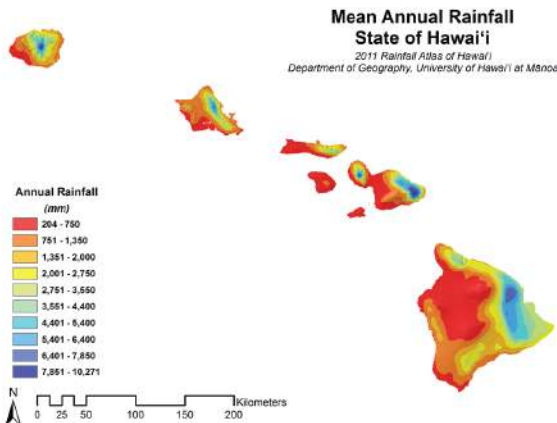 Mean Annual Rainfall
State of Hawai‘i
2011 Rainfall Atlas of Hawai‘i
Department of Geography, University of Hawai‘i at Mānoa
Annual Rainfall
(mm)
204 - 750
751 - 1,350
1,351 - 2,000
2,001 - 2,750
2,751 - 3,550
3,551 - 4,400
4,401 - 5,400
5,401 - 6,400
6,401 - 7,850
7,851 - 10,271
N
Kilometers
0 25 50 100 150 200